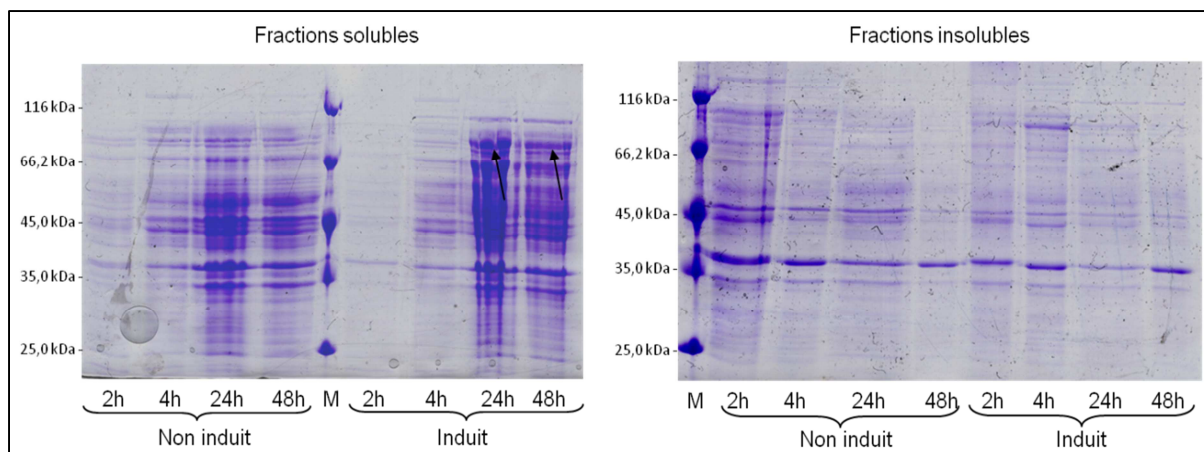 Fractions solubles
116 kDa -
66,2 kDa -
45,0 kDa -
35,0 kDa -
25,0 kDa -
2h 4h 24h 48h M 2h 4h 24h 48h
Non induit Induit
Fractions insolubles
116 kDa -
66,2 kDa -
45,0 kDa -
35,0 kDa -
25,0 kDa -
M 2h 4h 24h 48h 2h 4h 24h 48h
Non induit Induit